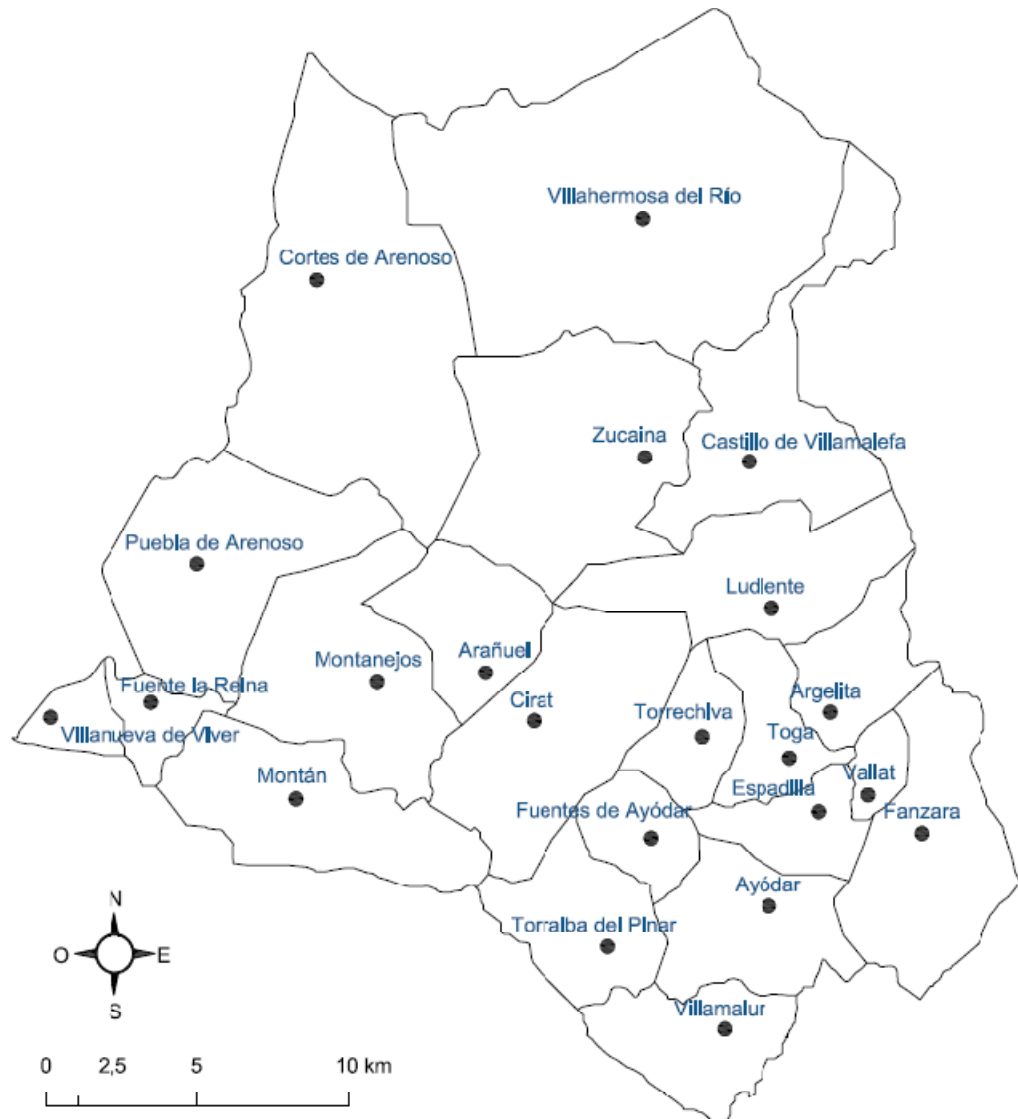 Villahermosa del Río
Cortes de Arenoso
Zucaina
Castillo de Villamalefa
Puebla de Arenoso
Ludiente
Arañuel
Montanejos
Fuente la Reina
Argelita
Cirat
Torrechiva
Villanueva de Viver
Toga
Montán
Espadilla
Vallat
Fuentes de Ayódar
Fanzara
Ayódar
N
Torralba del Pinar
O
E
S
Villamalur
0 2,5 5 10 km